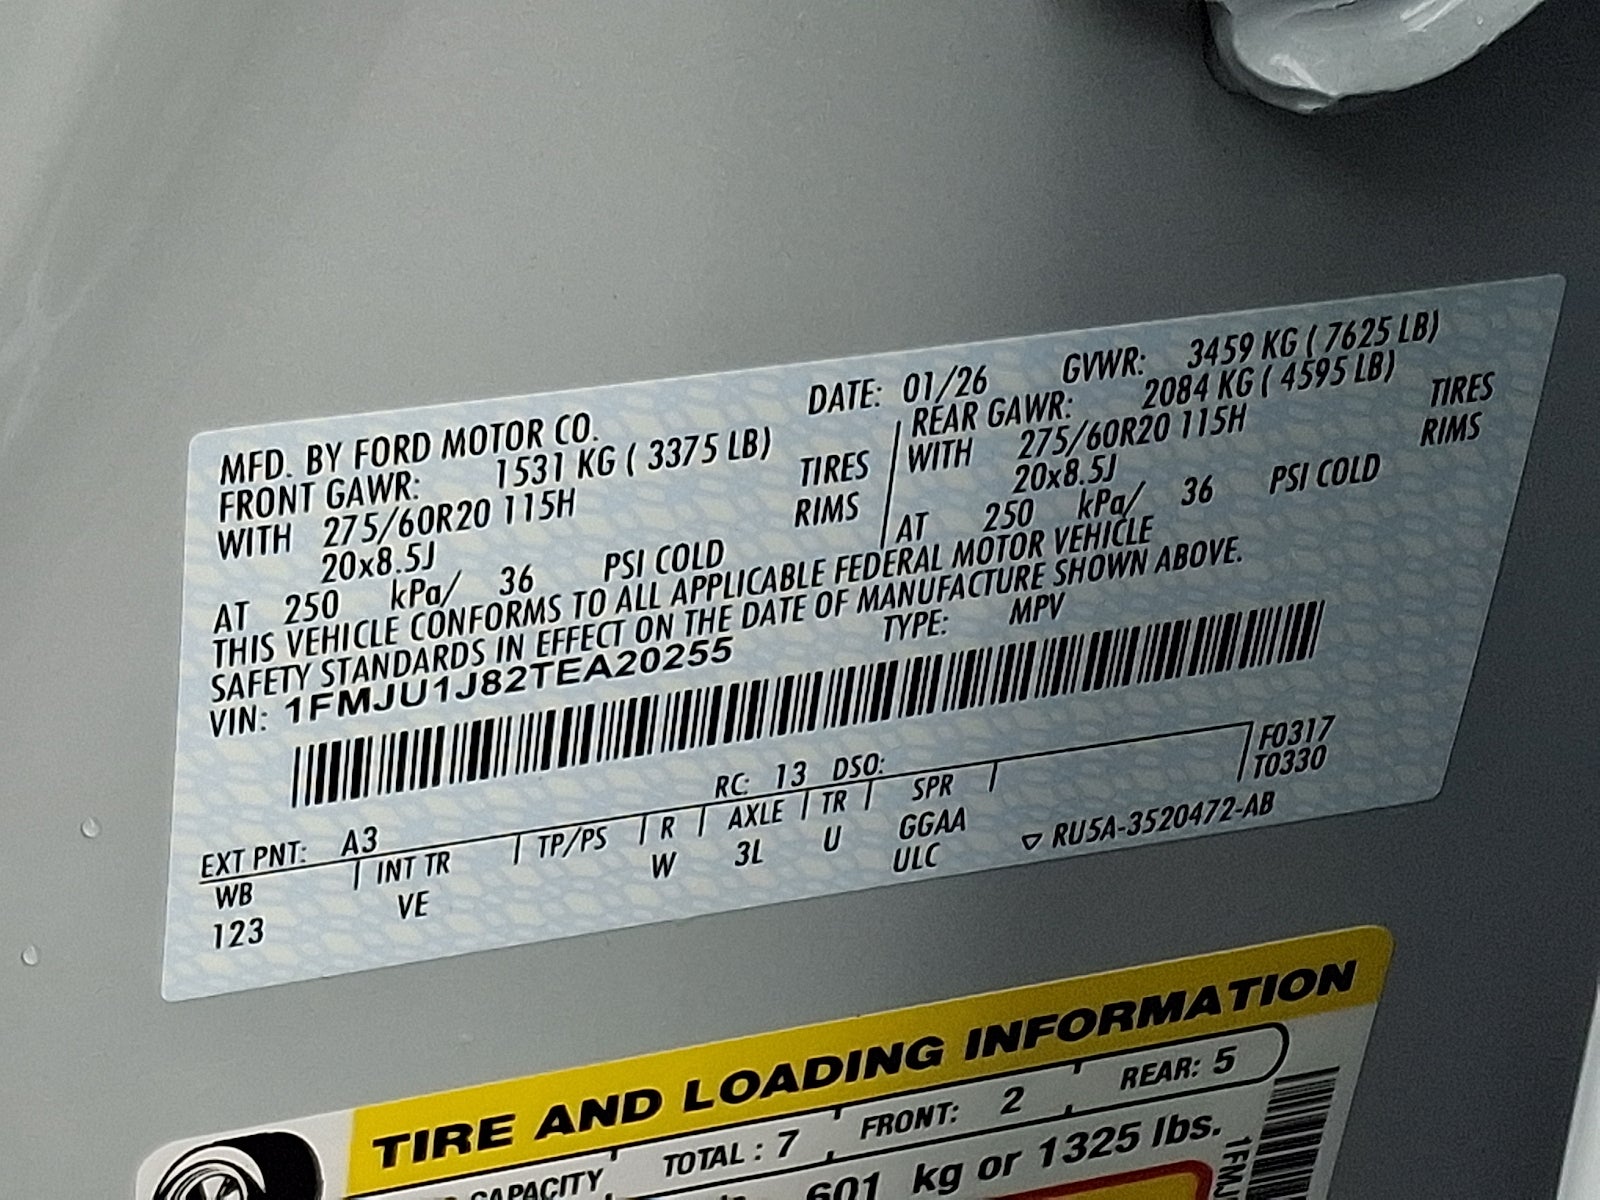 MFD. BY FORD MOTOR CO. DATE: 01/26 GVWR: 3459 KG ( 7625 LB)
FRONT GAWR: 1531 KG ( 3375 LB) REAR GAWR: 2084 KG ( 4595 LB)
WITH 275/60R20 115H TIRES WITH 275/60R20 115H TIRES
20x8.5J RIMS 20x8.5J RIMS
AT 250 kPa/ 36 PSI COLD AT 250 kPa/ 36 PSI COLD
THIS VEHICLE CONFORMS TO ALL APPLICABLE FEDERAL MOTOR VEHICLE
SAFETY STANDARDS IN EFFECT ON THE DATE OF MANUFACTURE SHOWN ABOVE.
VIN: 1FMJU1J82TEA20255 TYPE: MPV
F0317
EXT PNT: A3 RC: 13 DSO: T0330
WB INT TR TP/PS R AXLE TR SPR
123 VE W 3L U GGAA ▽ RU5A-3520472-AB
ULC
TIRE AND LOADING INFORMATION
CAPACITY TOTAL : 7 FRONT: 2 REAR: 5
601 kg or 1325 lbs.
1FMJ